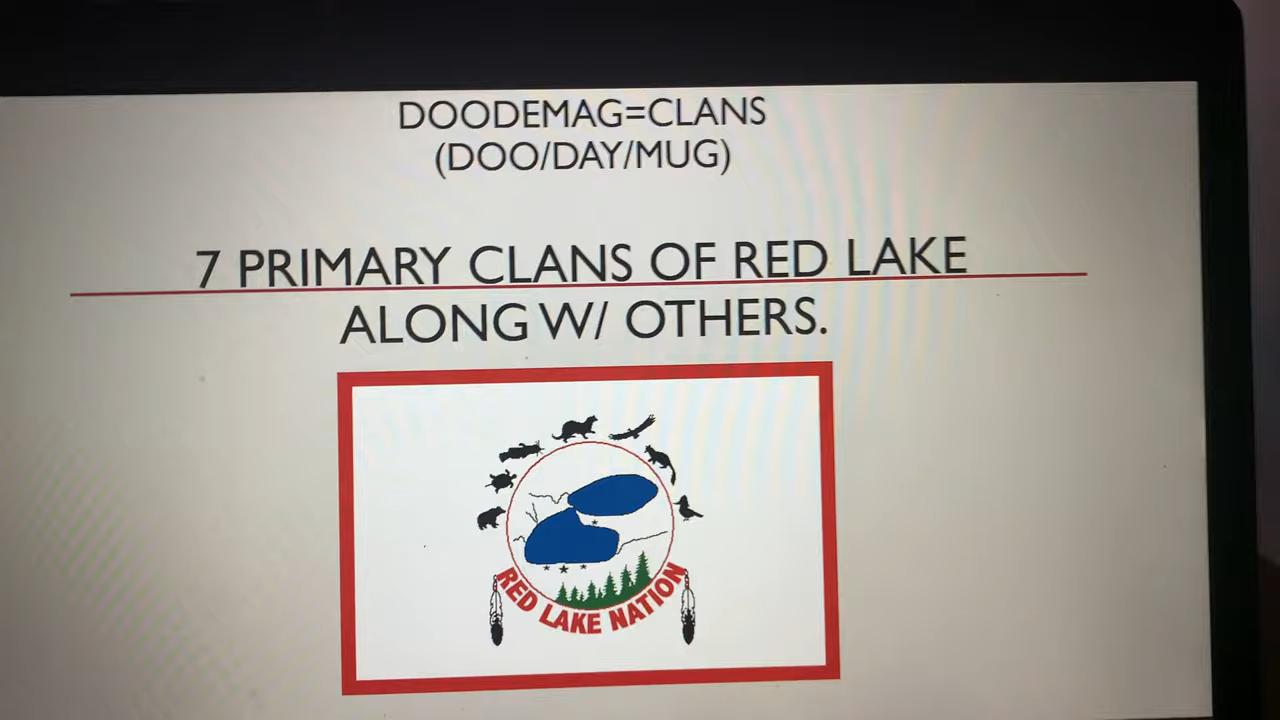 DOODEMAG=CLANS
(DOO/DAY/MUG)
7 PRIMARY CLANS OF RED LAKE
ALONG W/ OTHERS.
RED LAKE NATION